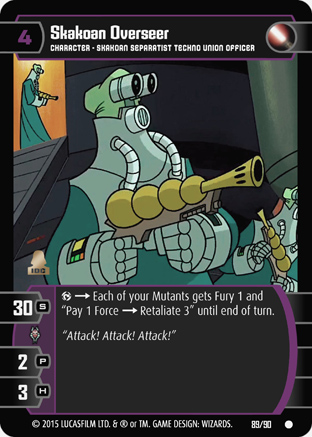 4
Skakoan Overseer
CHARACTER - SKAKOAN SEPARATIST TECHNO UNION OFFICER
IDC
30 S
→ Each of your Mutants gets Fury 1 and
“Pay 1 Force → Retaliate 3” until end of turn.
2 P
“Attack! Attack! Attack!”
3 H
© 2015 LUCASFILM LTD. & ® or TM. GAME DESIGN: WIZARDS. 89/90